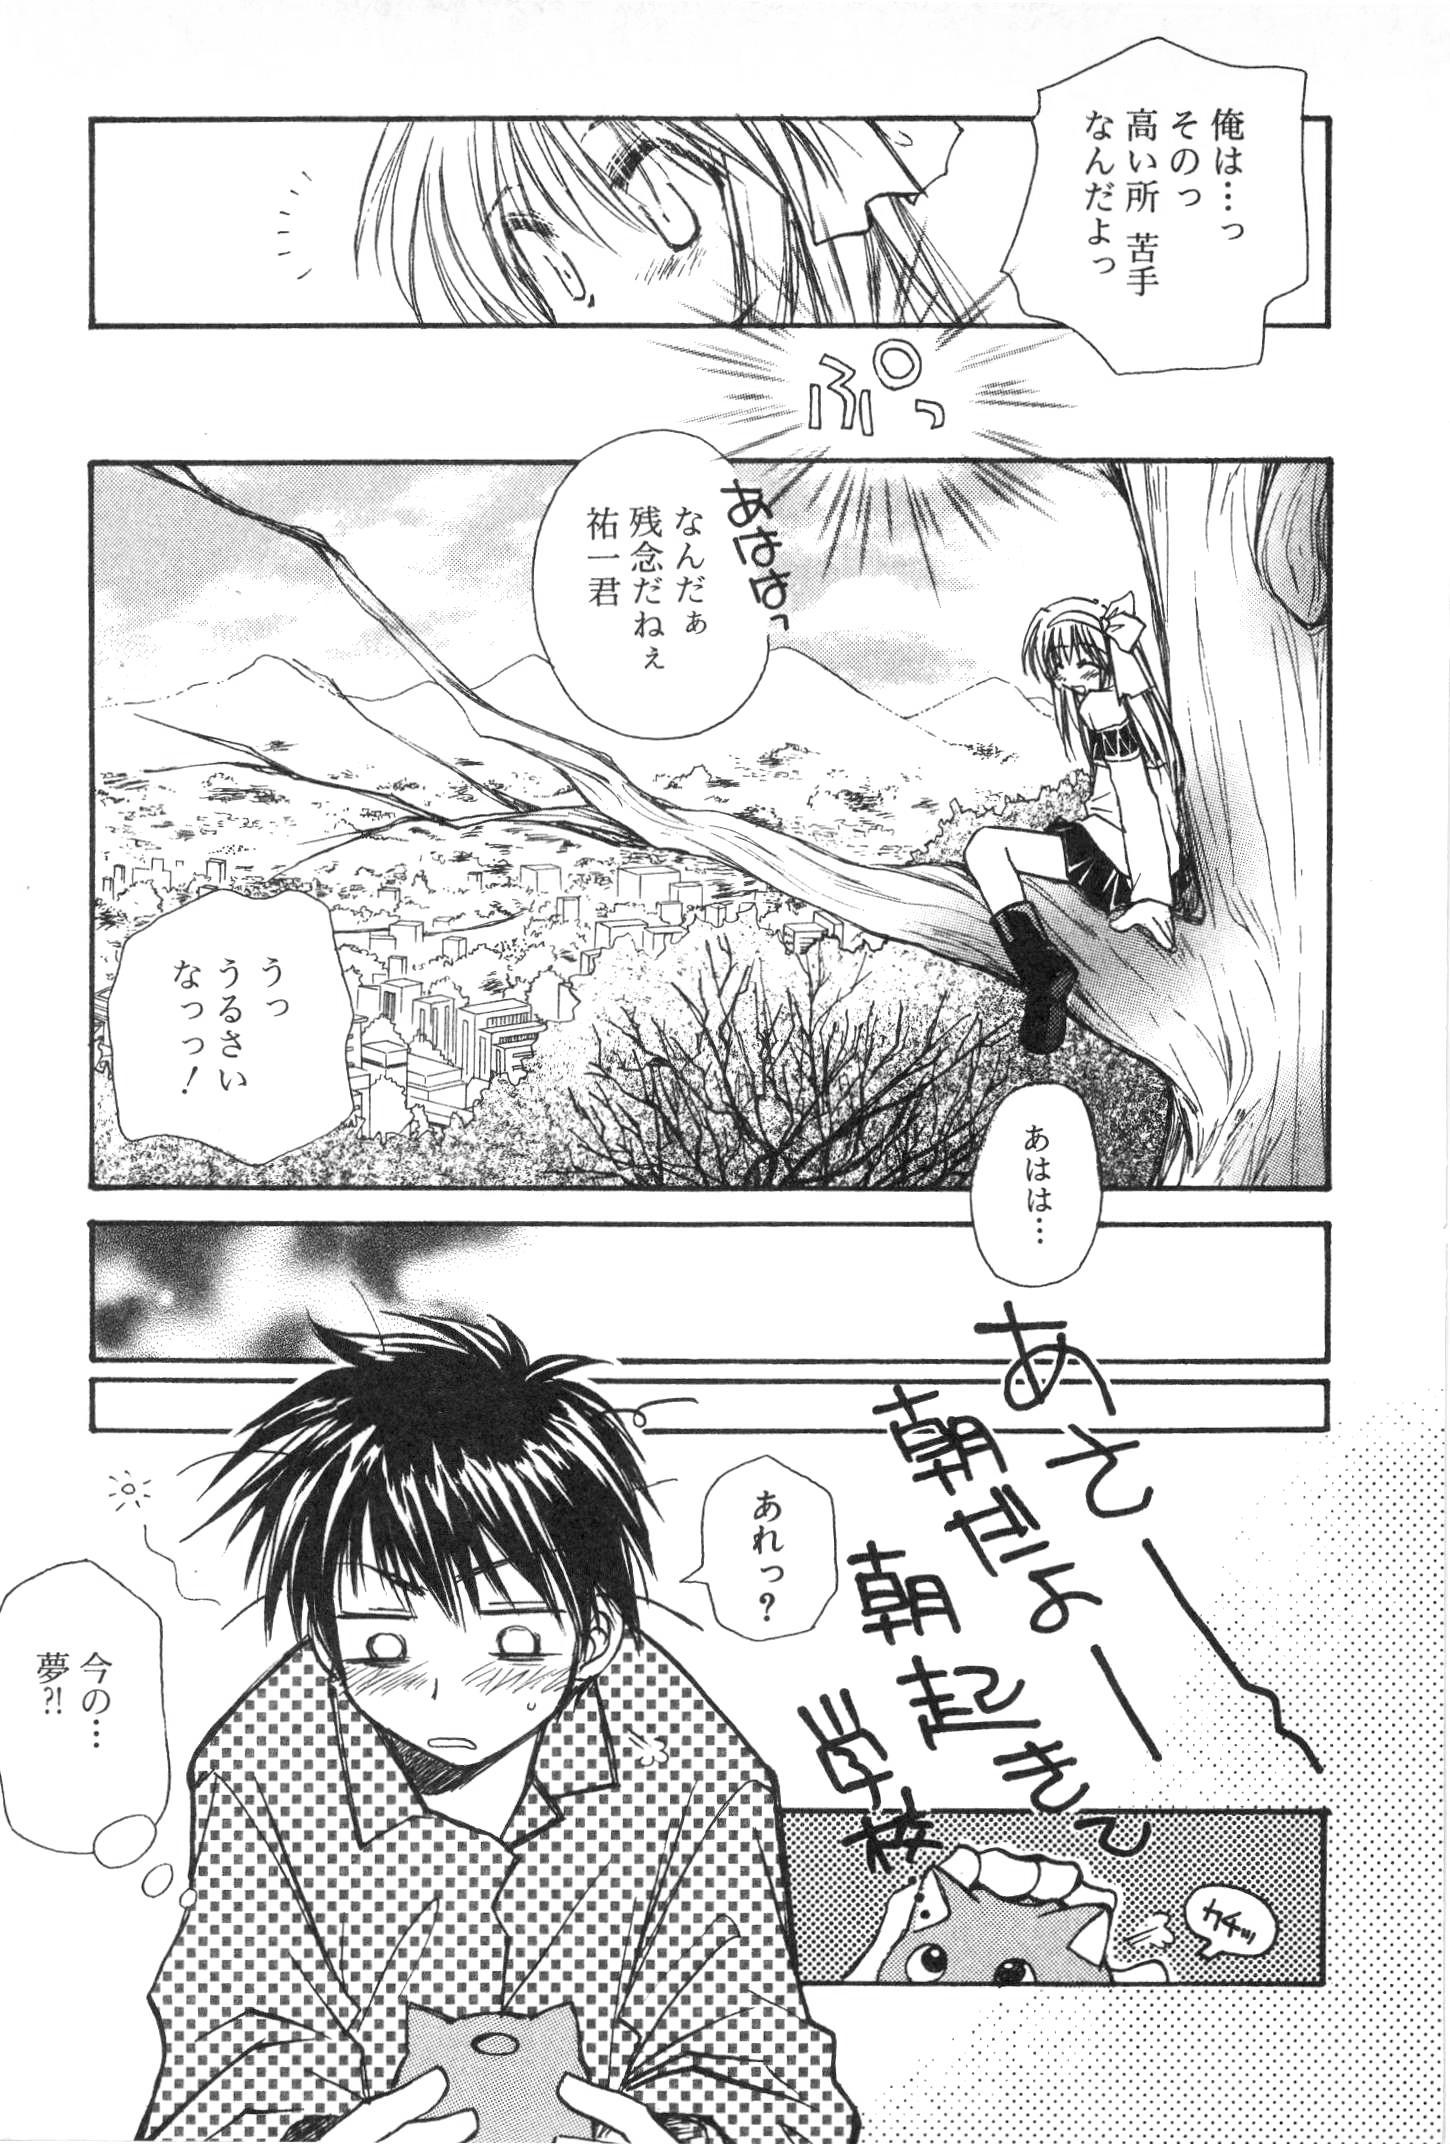 俺は…っ
そのっ
高い所 苦手
なんだよっ
ぷっ
あははっ
なんだぁ
残念だねぇ
祐一君
うっ
うるさい
なっっ！
あはは…
あさー
朝だよー
朝起きて
学校…
カチッ
あれっ？
今の…
夢?!